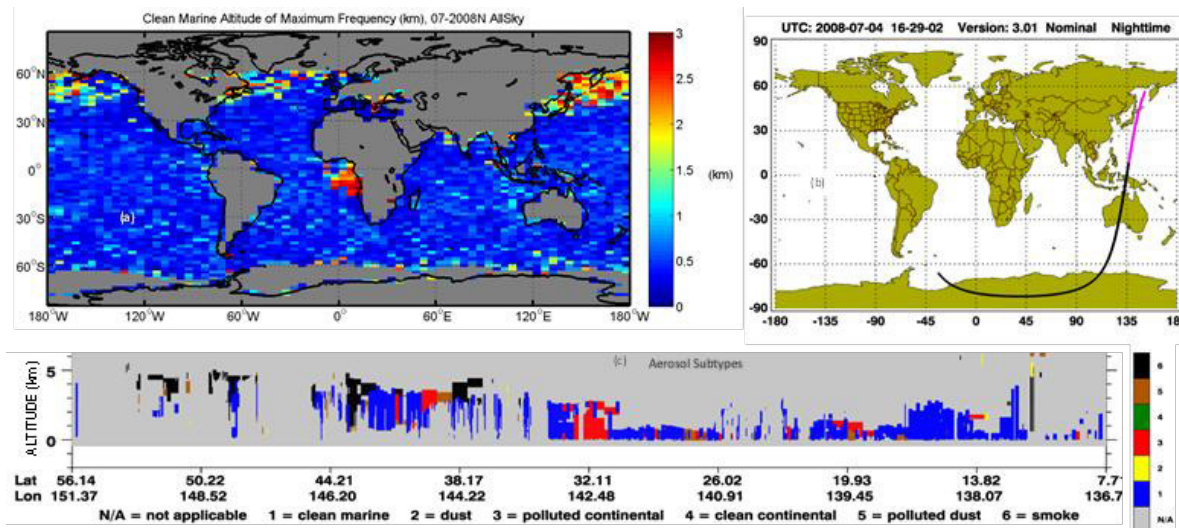 Clean Marine Altitude of Maximum Frequency (km), 07-2008N AllSky
60°N
30°N
0°
30°S
60°S
(a)
180°W 120°W 60°W 0° 60°E 120°E 180°W
3
2.5
2
1.5
1
0.5
0
(km)
UTC: 2008-07-04 16-29-02 Version: 3.01 Nominal Nighttime
90
60
30
0
-30
-60
-90
(b)
-180 -135 -90 -45 0 45 90 135 18
(c) Aerosol Subtypes
ALTITUDE (km)
5
0
Lat 56.14 50.22 44.21 38.17 32.11 26.02 19.93 13.82 7.7
Lon 151.37 148.52 146.20 144.22 142.48 140.91 139.45 138.07 136.7
N/A = not applicable 1 = clean marine 2 = dust 3 = polluted continental 4 = clean continental 5 = polluted dust 6 = smoke
6
5
4
3
2
1
N/A